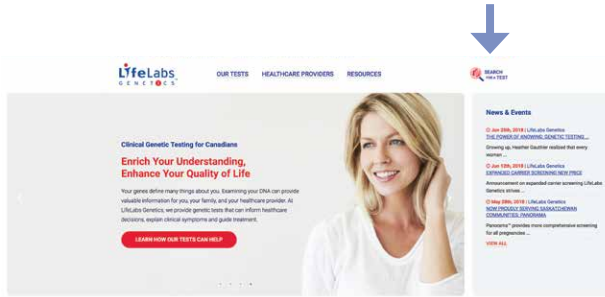 LifeLabs
GENETICS
OUR TESTS HEALTHCARE PROVIDERS RESOURCES
SEARCH
FOR A TEST
Clinical Genetic Testing for Canadians
Enrich Your Understanding,
Enhance Your Quality of Life
Your genes define many things about you. Examining your DNA can provide
valuable information for you, your family, and your healthcare provider. At
LifeLabs Genetics, we provide genetic tests that can inform healthcare
decisions, explain clinical symptoms and guide treatment.
LEARN HOW OUR TESTS CAN HELP
News & Events
Jun 25th, 2018 | LifeLabs Genetics
THE POWER OF KNOWING: GENETIC TESTING ...
Growing up, Heather Gauthier realized that every
woman ...
Jun 12th, 2018 | LifeLabs Genetics
EXPANDED CARRIER SCREENING NEW PRICE
Announcement on expanded carrier screening LifeLabs
Genetics strives ...
May 29th, 2018 | LifeLabs Genetics
NOW PROUDLY SERVING SASKATCHEWAN
COMMUNITIES: PANORAMA
Panorama™ provides more comprehensive screening
for all pregnancies ...
VIEW ALL